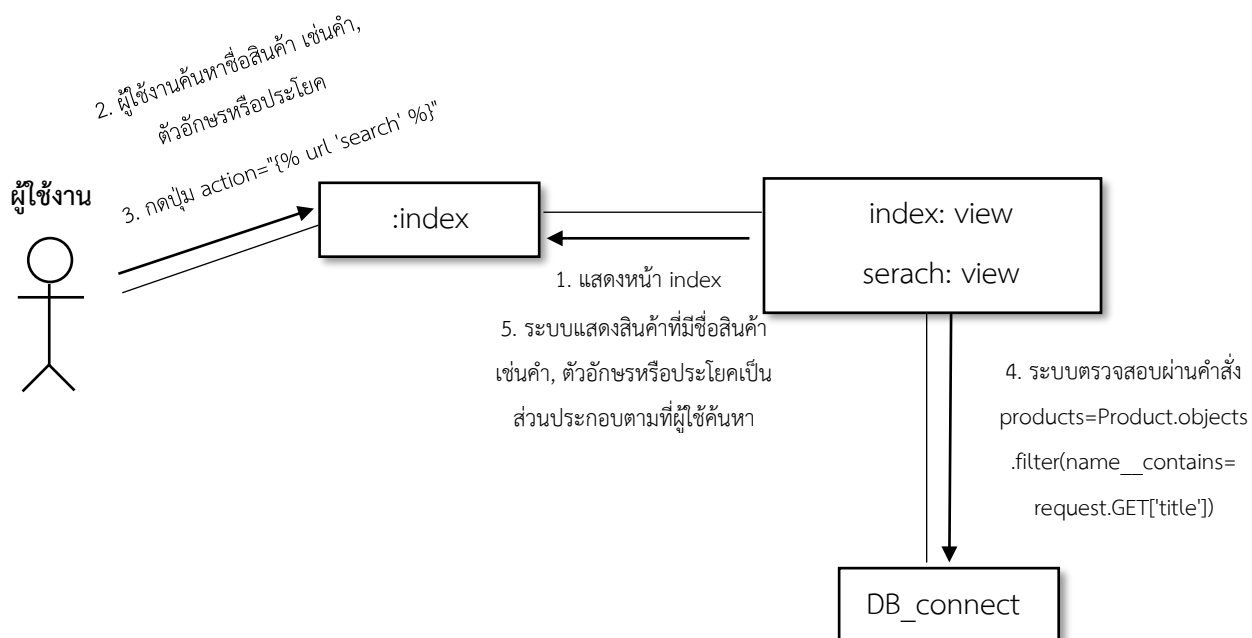 2. ผู้ใช้งานค้นหาชื่อสินค้า เช่นคำ,
ตัวอักษรหรือประโยค
3. กดปุ่ม action="{% url 'search' %}"
ผู้ใช้งาน
:index
index: view
serach: view
1. แสดงหน้า index
5. ระบบแสดงสินค้าที่มีชื่อสินค้า
เช่นคำ, ตัวอักษรหรือประโยคเป็น
ส่วนประกอบตามที่ผู้ใช้ค้นหา
4. ระบบตรวจสอบผ่านคำสั่ง
products=Product.objects
.filter(name__contains=
request.GET['title'])
DB_connect